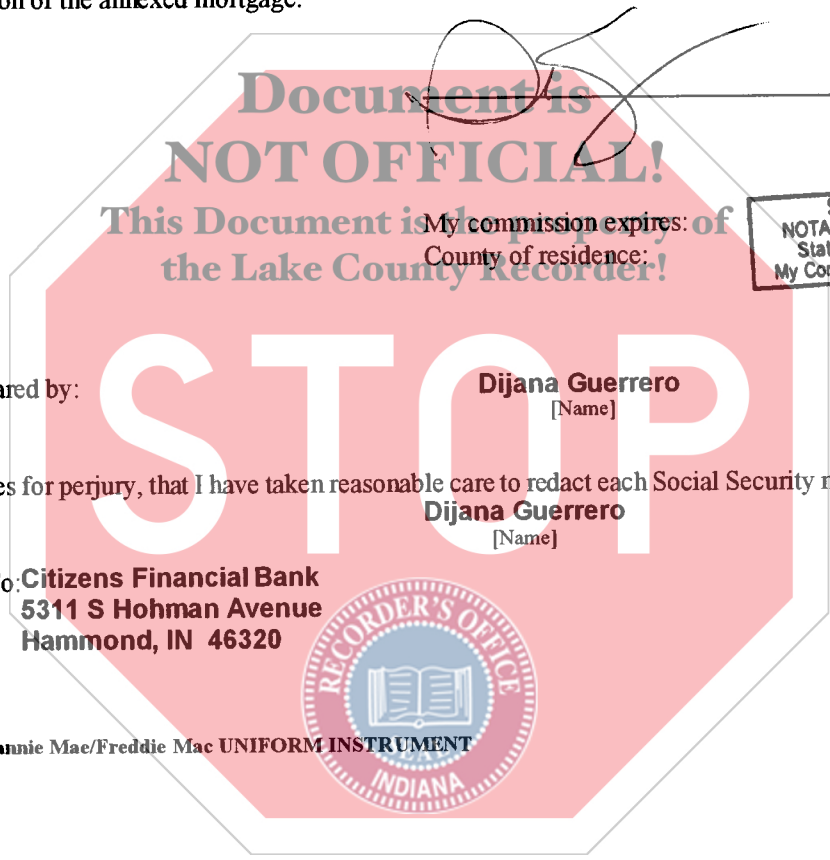 on of the annexed mortgage.
Document is
NOT OFFICIAL!
This Document is the property of
the Lake County Recorder!
My commission expires:
County of residence:
NOTA
Stat
My Cor
ared by:
Dijana Guerrero
[Name]
es for perjury, that I have taken reasonable care to redact each Social Security n
Dijana Guerrero
[Name]
STOP
o: Citizens Financial Bank
5311 S Hohman Avenue
Hammond, IN 46320
RECORDER'S OFFICE
annie Mae/Freddie Mac UNIFORM INSTRUMENT
INDIANA